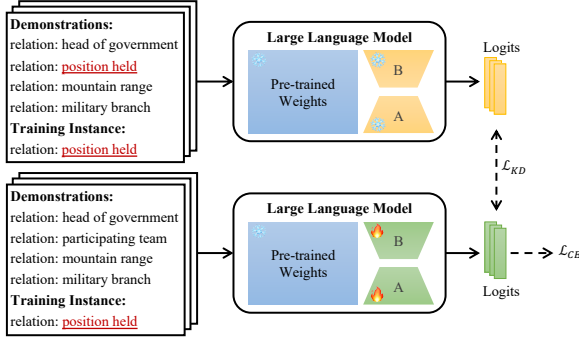 Demonstrations:
relation: head of government
relation: position held
relation: mountain range
relation: military branch
Training Instance:
relation: position held
Large Language Model
Pre-trained
Weights
B
A
Logits
ℒKD
Demonstrations:
relation: head of government
relation: participating team
relation: mountain range
relation: military branch
Training Instance:
relation: position held
Large Language Model
Pre-trained
Weights
B
A
Logits
ℒCE